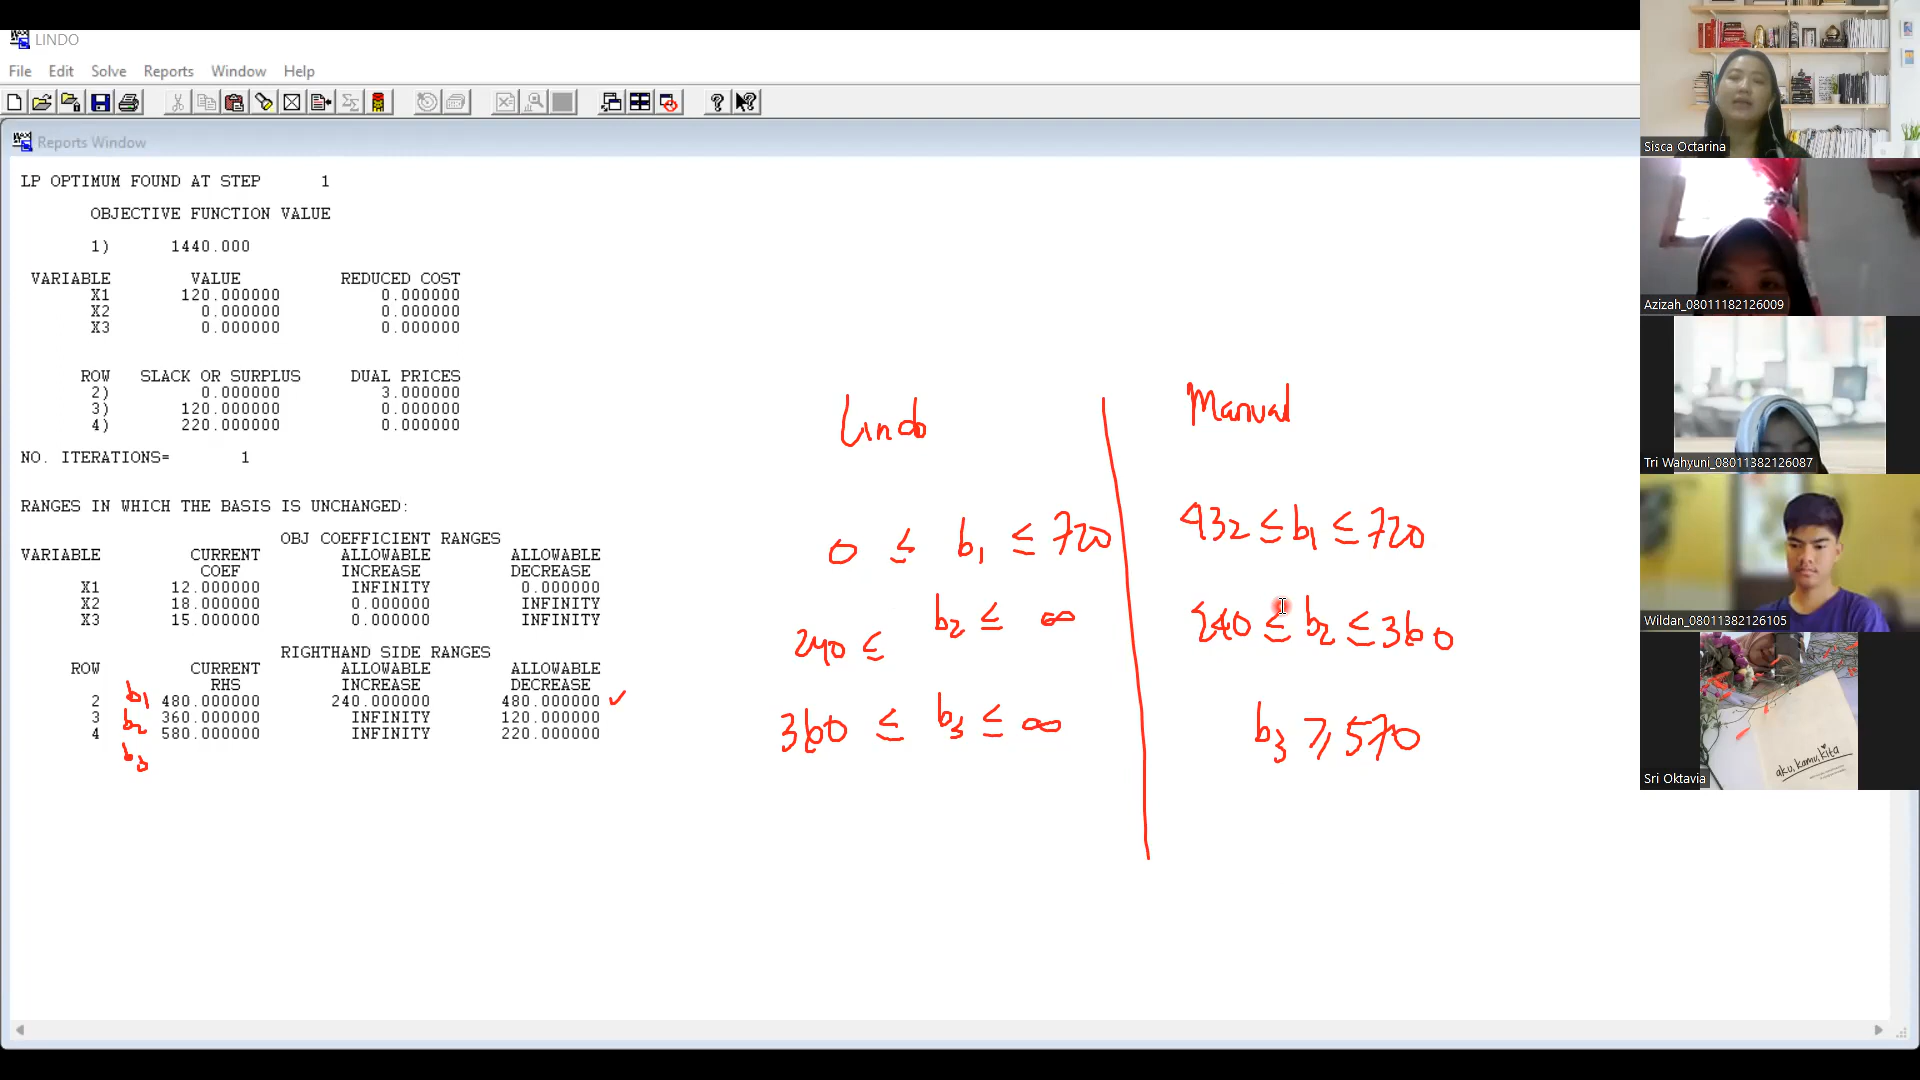 LINDO
File Edit Solve Reports Window Help
Reports Window
LP OPTIMUM FOUND AT STEP 1
OBJECTIVE FUNCTION VALUE
1) 1440.000
VARIABLE VALUE REDUCED COST
X1 120.000000 0.000000
X2 0.000000 0.000000
X3 0.000000 0.000000
ROW SLACK OR SURPLUS DUAL PRICES
2) 0.000000 3.000000
3) 120.000000 0.000000
4) 220.000000 0.000000
NO. ITERATIONS= 1
RANGES IN WHICH THE BASIS IS UNCHANGED:
OBJ COEFFICIENT RANGES
VARIABLE CURRENT ALLOWABLE ALLOWABLE
COEF INCREASE DECREASE
X1 12.000000 INFINITY 0.000000
X2 18.000000 0.000000 INFINITY
X3 15.000000 0.000000 INFINITY
RIGHTHAND SIDE RANGES
ROW CURRENT ALLOWABLE ALLOWABLE
RHS INCREASE DECREASE
2 b1 480.000000 240.000000 480.000000 ✓
3 b2 360.000000 INFINITY 120.000000
4 b3 580.000000 INFINITY 220.000000
Lindo
0 ≤ b1 ≤ 720
240 ≤ b2 ≤ ∞
360 ≤ b3 ≤ ∞
Manual
432 ≤ b1 ≤ 720
240 ≤ b2 ≤ 360
b3 ≥ 570
Sisca Octarina
Azizah_08011182126009
Tri Wahyuni_08011382126087
Wildan_08011382126105
aku, kamu, kita
Sri Oktavia